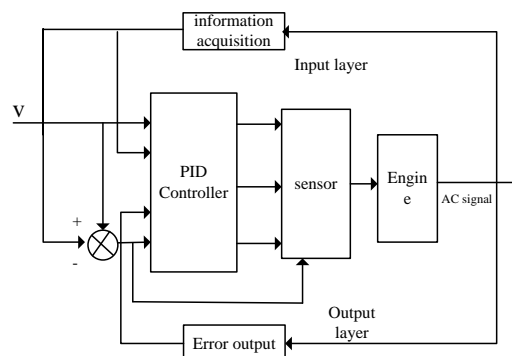 information
acquisition
Input layer
V
PID
Controller
sensor
Engin
e
AC signal
+
-
Output
layer
Error output